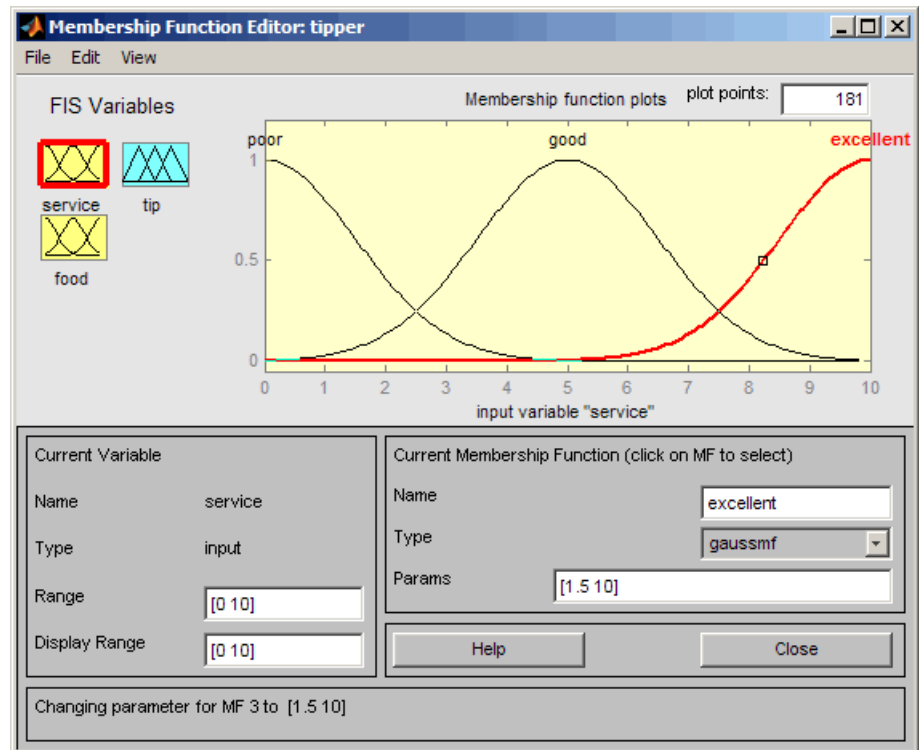 Membership Function Editor: tipper
File Edit View
FIS Variables
service
tip
food
Membership function plots
plot points:
181
poor
good
excellent
1
0.5
0
0 1 2 3 4 5 6 7 8 9 10
input variable "service"
Current Variable
Name service
Type input
Range [0 10]
Display Range [0 10]
Current Membership Function (click on MF to select)
Name excellent
Type gaussmf
Params [1.5 10]
Help
Close
Changing parameter for MF 3 to [1.5 10]